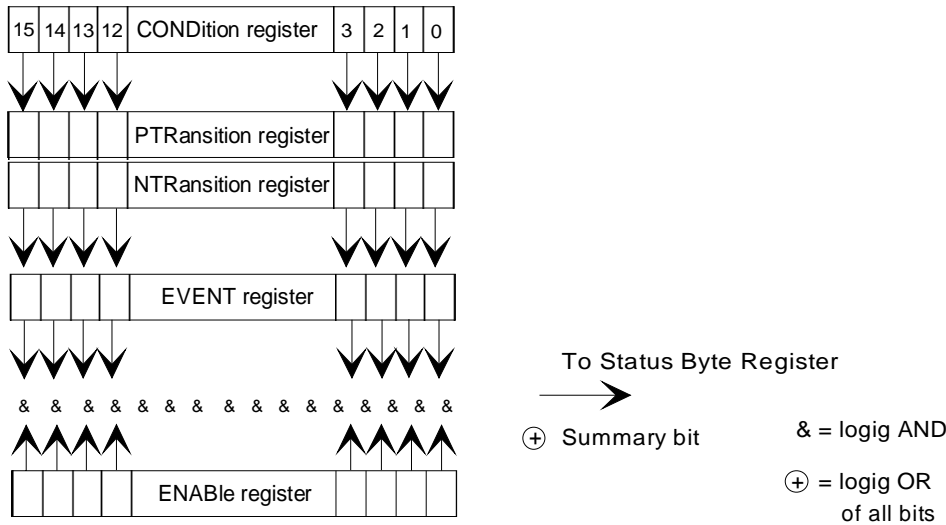 15 14 13 12 CONDition register 3 2 1 0
PTRansition register
NTRansition register
EVENT register
To Status Byte Register
& & & & & & & & & & & & & & & &
⊕ Summary bit
& = logig AND
ENABle register
⊕ = logig OR
of all bits